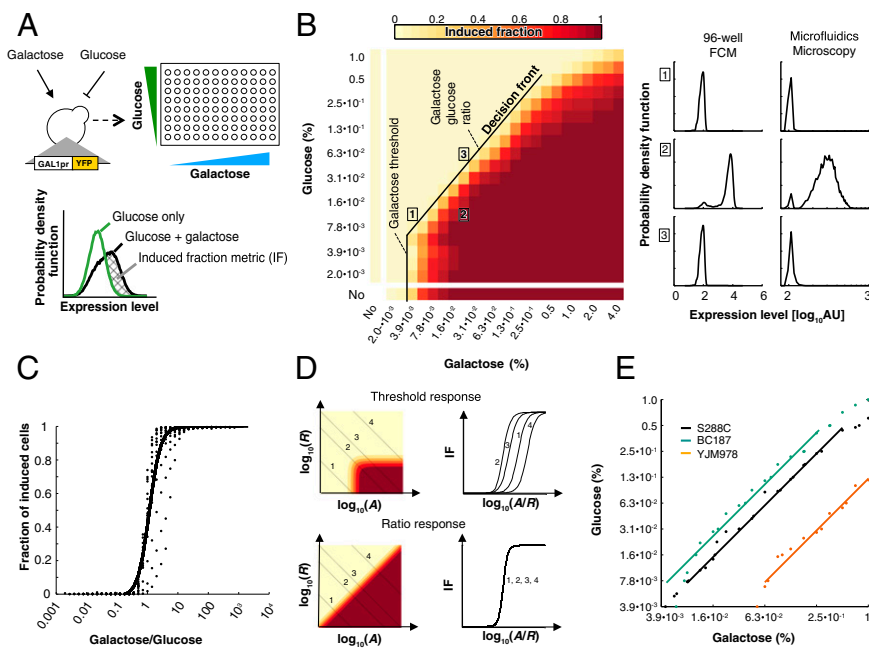 A
Galactose
Glucose
GAL1pr
YFP
Glucose
Galactose
Probability density
function
Glucose only
Glucose + galactose
Induced fraction metric (IF)
Expression level
B
0
0.2
0.4
0.6
0.8
1
Induced fraction
Glucose (%)
1.0
0.5
2.5•10⁻¹
1.3•10⁻¹
6.3•10⁻²
3.1•10⁻²
1.6•10⁻²
7.8•10⁻³
3.9•10⁻³
2.0•10⁻³
No
Galactose threshold
Galactose
glucose
ratio
Decision front
1
2
3
No
2.0•10⁻³
3.9•10⁻³
7.8•10⁻³
1.6•10⁻²
3.1•10⁻²
6.3•10⁻²
1.3•10⁻¹
2.5•10⁻¹
0.5
1.0
2.0
4.0
Galactose (%)
96-well
FCM
Microfluidics
Microscopy
Probability density function
1
2
3
0
2
4
6
2
3
Expression level [log₁₀AU]
C
Fraction of induced cells
1
0.8
0.6
0.4
0.2
0
0.001
0.01
0.1
1
10
100
10³
10⁴
Galactose/Glucose
D
Threshold response
log₁₀(R)
1
2
3
4
log₁₀(A)
IF
2
3
1
4
log₁₀(A/R)
Ratio response
log₁₀(R)
1
2
3
4
log₁₀(A)
IF
1, 2, 3, 4
log₁₀(A/R)
E
Glucose (%)
1.0
0.5
2.5•10⁻¹
1.3•10⁻¹
6.3•10⁻²
3.1•10⁻²
1.6•10⁻²
7.8•10⁻³
3.9•10⁻³
S288C
BC187
YJM978
3.9•10⁻³
1.6•10⁻²
6.3•10⁻²
2.5•10⁻¹
Galactose (%)